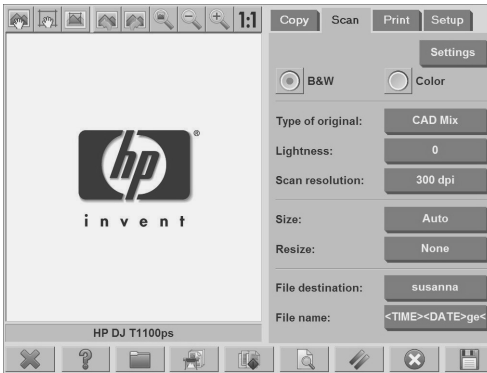 1:1
Copy Scan Print Setup
Settings
B&W Color
Type of original: CAD Mix
Lightness: 0
Scan resolution: 300 dpi
Size: Auto
Resize: None
File destination: susanna
File name: <TIME><DATE>ge<
hp ®
invent
HP DJ T1100ps
?